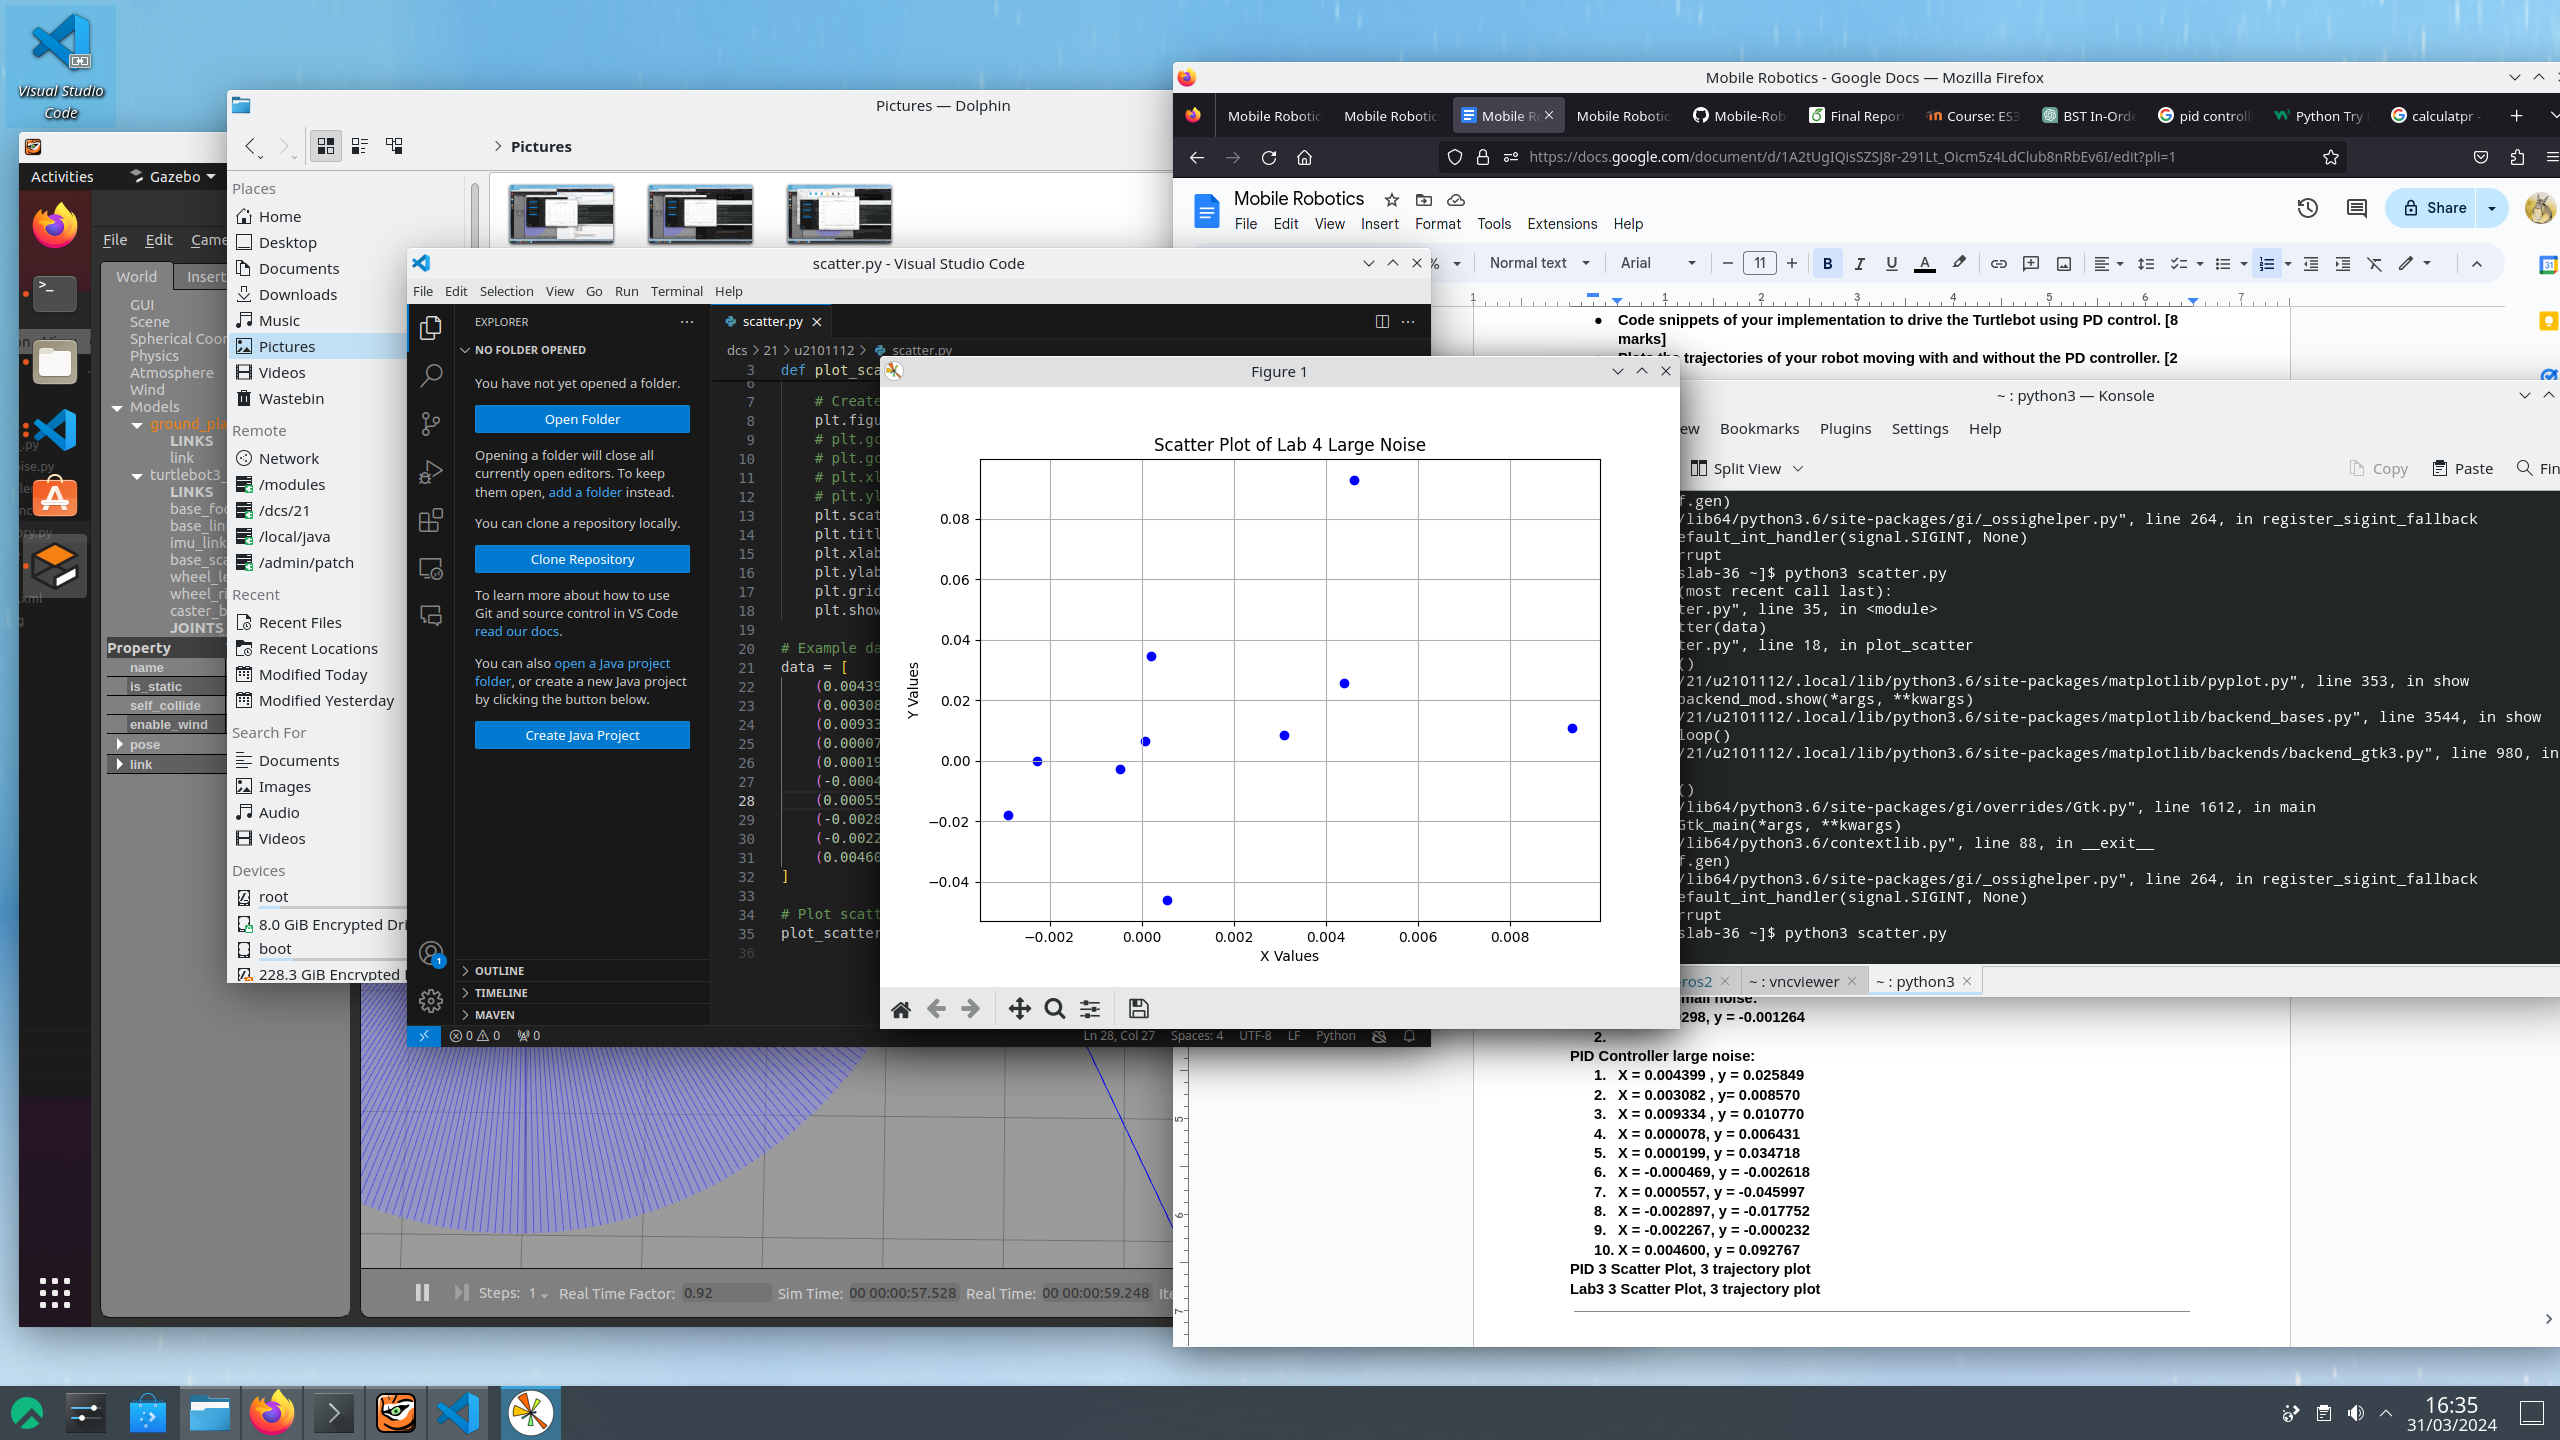 Visual Studio
Code
Activities
Gazebo
File Edit Came
World Insert
GUI
Scene
Spherical Coor
Physics
Atmosphere
Wind
Models
ground_pla
LINKS
link
turtlebot3_
LINKS
base_foo
base_lin
imu_link
base_sca
wheel_le
wheel_ri
caster_b
JOINTS
Property
name
is_static
self_collide
enable_wind
pose
link
Steps: 1 Real Time Factor: 0.92 Sim Time: 00 00:00:57.528 Real Time: 00 00:00:59.248 Ite
Pictures — Dolphin
Pictures
Places
Home
Desktop
Documents
Downloads
Music
Pictures
Videos
Wastebin
Remote
Network
/modules
/dcs/21
/local/java
/admin/patch
Recent
Recent Files
Recent Locations
Modified Today
Modified Yesterday
Search For
Documents
Images
Audio
Videos
Devices
root
8.0 GiB Encrypted Dri
boot
228.3 GiB Encrypted
scatter.py - Visual Studio Code
File Edit Selection View Go Run Terminal Help
EXPLORER
NO FOLDER OPENED
You have not yet opened a folder.
Open Folder
Opening a folder will close all
currently open editors. To keep
them open, add a folder instead.
You can clone a repository locally.
Clone Repository
To learn more about how to use
Git and source control in VS Code
read our docs.
You can also open a Java project
folder, or create a new Java project
by clicking the button below.
Create Java Project
OUTLINE
TIMELINE
MAVEN
1
scatter.py
dcs > 21 > u2101112 > scatter.py
3 def plot_sca
6
7 # Create
8 plt.figu
9 # plt.gc
10 # plt.gc
11 # plt.xl
12 # plt.yl
13 plt.scat
14 plt.titl
15 plt.xlab
16 plt.ylab
17 plt.grid
18 plt.show
19
20 # Example da
21 data = [
22 (0.00439
23 (0.00308
24 (0.00933
25 (0.00007
26 (0.00019
27 (-0.0004
28 (0.00055
29 (-0.0028
30 (-0.0022
31 (0.00460
32 ]
33
34 # Plot scatt
35 plot_scatter
36
0 0 0
Ln 28, Col 27 Spaces: 4 UTF-8 LF Python
Figure 1
Scatter Plot of Lab 4 Large Noise
0.08
0.06
0.04
0.02
0.00
−0.02
−0.04
Y Values
−0.002 0.000 0.002 0.004 0.006 0.008
X Values
Mobile Robotics - Google Docs — Mozilla Firefox
Mobile Robotic Mobile Robotic Mobile R Mobile Robotic Mobile-Rob Final Repor Course: ES3 BST In-Orde pid controll Python Try calculatpr -
https://docs.google.com/document/d/1A2tUgIQisSZSJ8r-291Lt_Oicm5z4LdClub8nRbEv6I/edit?pli=1
Mobile Robotics
File Edit View Insert Format Tools Extensions Help
Share
% Normal text Arial 11 B I U A
1 1 2 3 4 5 6 7
Code snippets of your implementation to drive the Turtlebot using PD control. [8
marks]
trajectories of your robot moving with and without the PD controller. [2
~ : python3 — Konsole
ew Bookmarks Plugins Settings Help
Split View Copy Paste Fin
f.gen)
/lib64/python3.6/site-packages/gi/_ossighelper.py", line 264, in register_sigint_fallback
efault_int_handler(signal.SIGINT, None)
rrupt
slab-36 ~]$ python3 scatter.py
(most recent call last):
ter.py", line 35, in <module>
tter(data)
ter.py", line 18, in plot_scatter
()
/21/u2101112/.local/lib/python3.6/site-packages/matplotlib/pyplot.py", line 353, in show
backend_mod.show(*args, **kwargs)
/21/u2101112/.local/lib/python3.6/site-packages/matplotlib/backend_bases.py", line 3544, in show
loop()
/21/u2101112/.local/lib/python3.6/site-packages/matplotlib/backends/backend_gtk3.py", line 980, in
()
/lib64/python3.6/site-packages/gi/overrides/Gtk.py", line 1612, in main
Gtk_main(*args, **kwargs)
/lib64/python3.6/contextlib.py", line 88, in __exit__
f.gen)
/lib64/python3.6/site-packages/gi/_ossighelper.py", line 264, in register_sigint_fallback
efault_int_handler(signal.SIGINT, None)
rrupt
slab-36 ~]$ python3 scatter.py
-ros2 ~ : vncviewer ~ : python3
mall noise:
298, y = -0.001264
2.
PID Controller large noise:
1. X = 0.004399 , y = 0.025849
2. X = 0.003082 , y= 0.008570
3. X = 0.009334 , y = 0.010770
4. X = 0.000078, y = 0.006431
5. X = 0.000199, y = 0.034718
6. X = -0.000469, y = -0.002618
7. X = 0.000557, y = -0.045997
8. X = -0.002897, y = -0.017752
9. X = -0.002267, y = -0.000232
10. X = 0.004600, y = 0.092767
PID 3 Scatter Plot, 3 trajectory plot
Lab3 3 Scatter Plot, 3 trajectory plot
5
6
7
16:35
31/03/2024